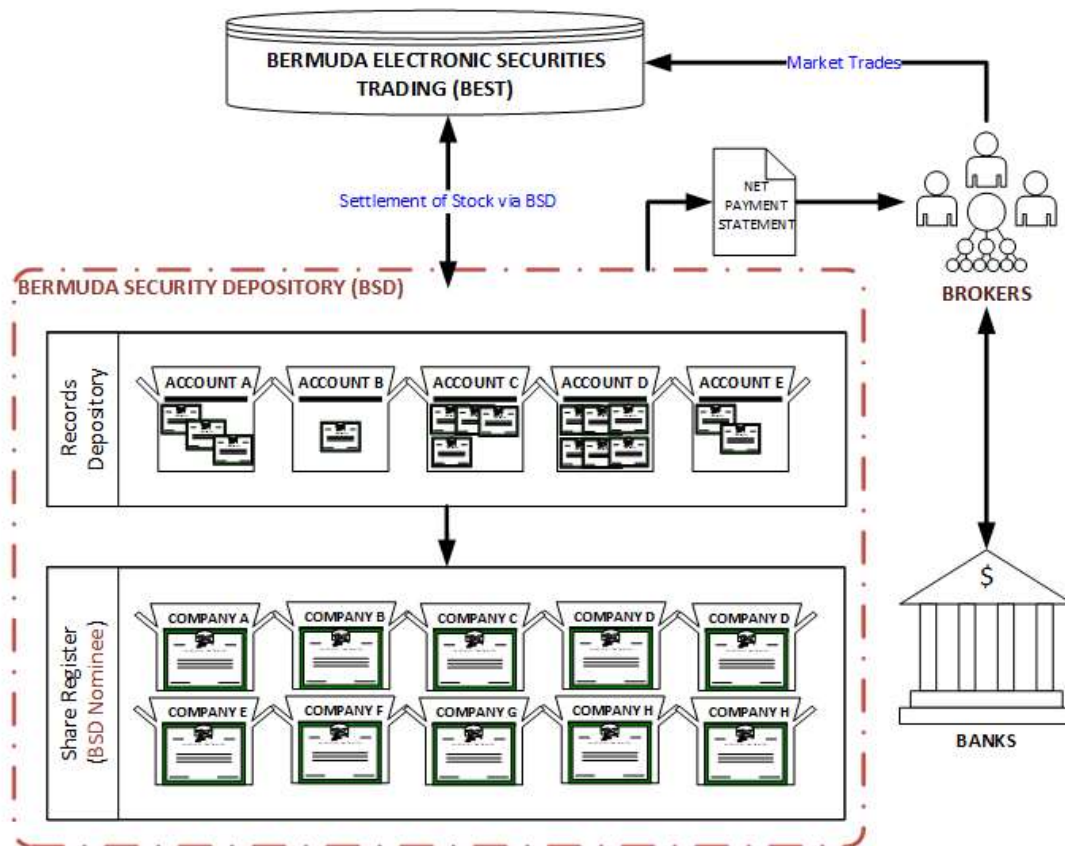 BERMUDA ELECTRONIC SECURITIES
TRADING (BEST)
Market Trades
Settlement of Stock via BSD
NET
PAYMENT
STATEMENT
BROKERS
BERMUDA SECURITY DEPOSITORY (BSD)
Records
Depository
ACCOUNT A
ACCOUNT B
ACCOUNT C
ACCOUNT D
ACCOUNT E
Share Register
(BSD Nominee)
COMPANY A
COMPANY B
COMPANY C
COMPANY D
COMPANY D
COMPANY E
COMPANY F
COMPANY G
COMPANY H
COMPANY H
$
BANKS